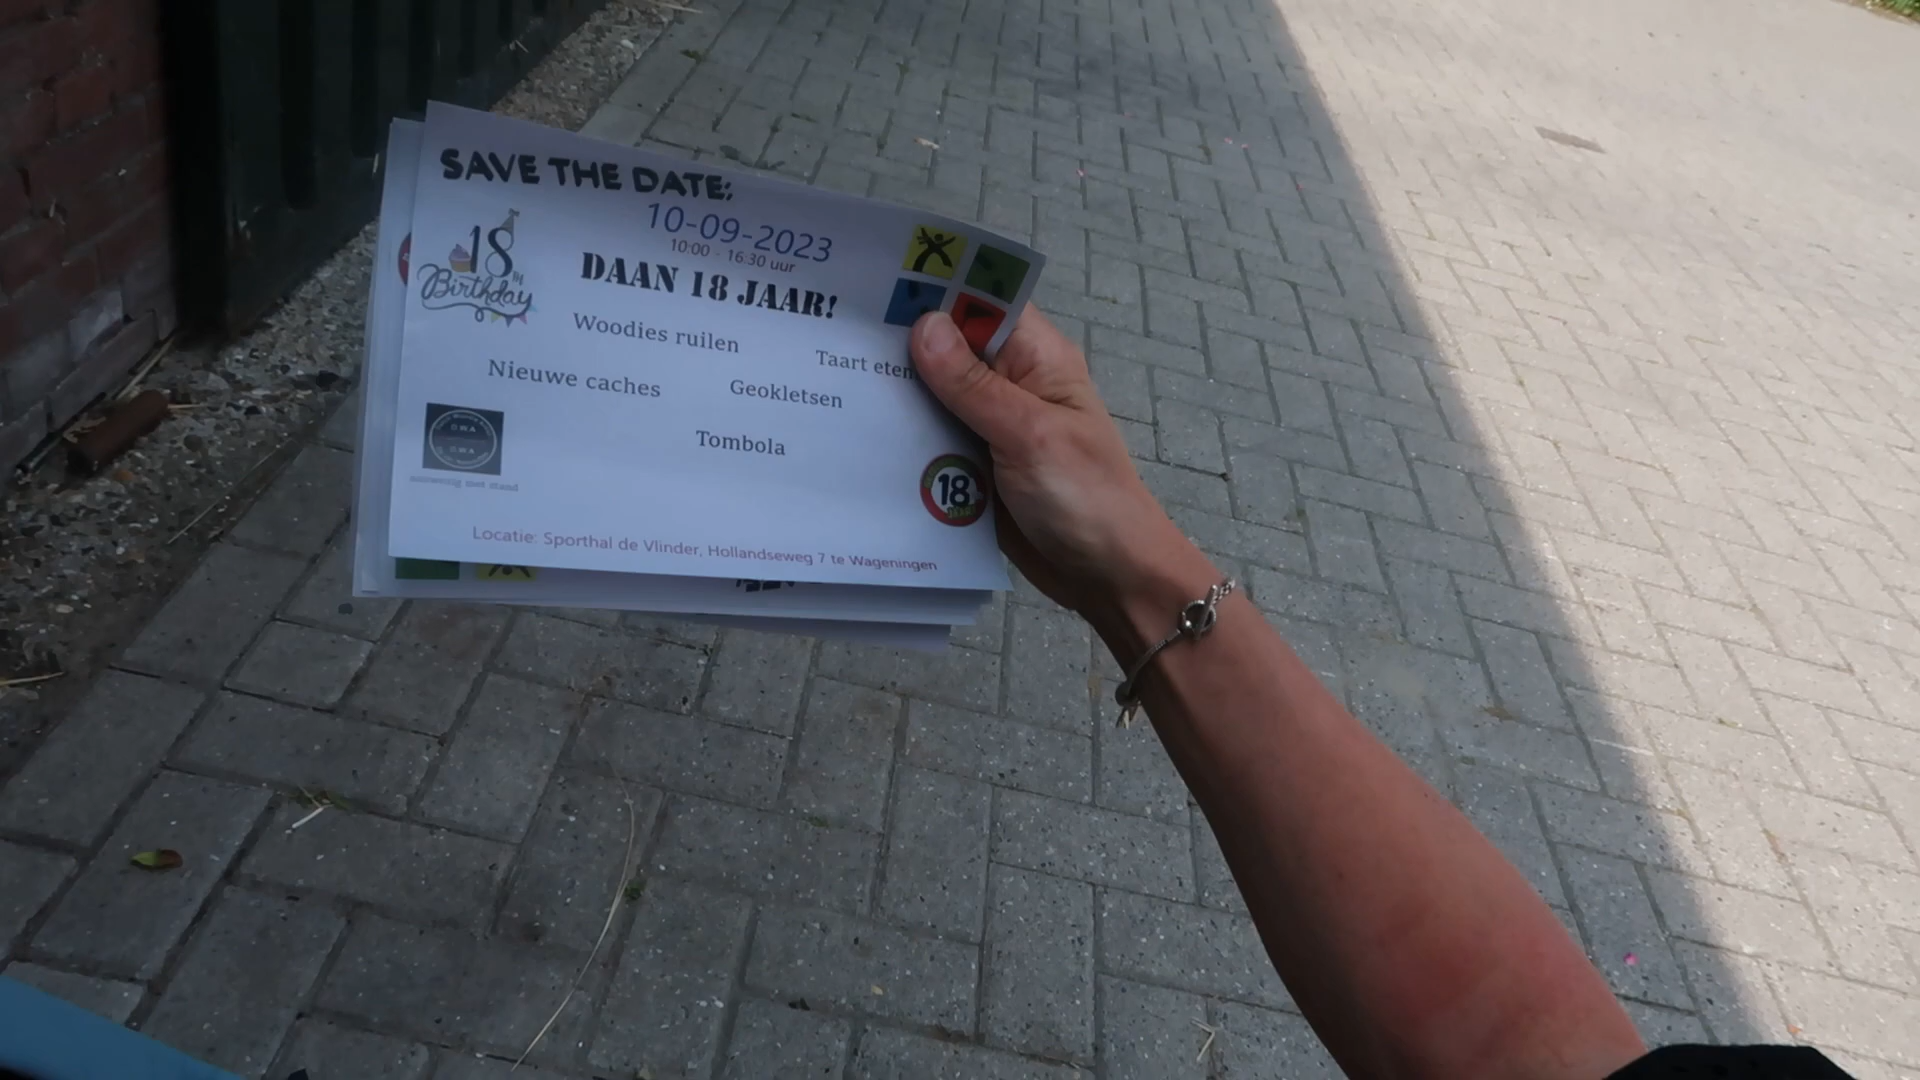 SAVE THE DATE:
10-09-2023
10:00 - 16:30 uur
18TH
Birthday
DAAN 18 JAAR!
Woodies ruilen
Taart eten
Nieuwe caches
Geokletsen
Tombola
18
JAAR
Locatie: Sporthal de Vlinder, Hollandseweg 7 te Wageningen